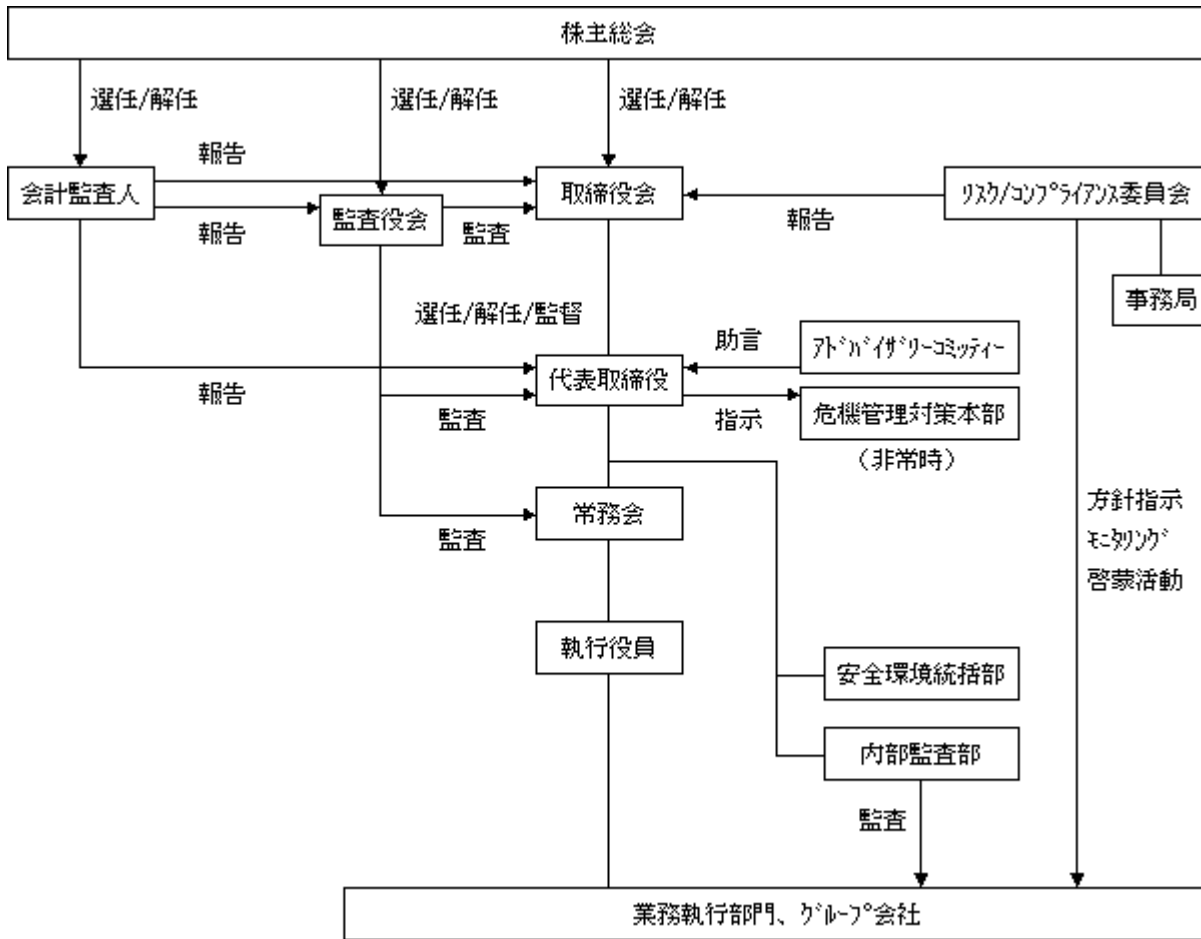 株主総会
選任/解任
選任/解任
選任/解任
報告
会計監査人
取締役会
ﾘｽｸ/ｺﾝﾌﾟﾗｲｱﾝｽ委員会
監査役会
報告
監査
報告
事務局
選任/解任/監督
助言
ｱﾄﾞﾊﾞｲｻﾞﾘｰｺﾐｯﾃｨｰ
代表取締役
報告
監査
指示
危機管理対策本部
（非常時）
常務会
監査
方針指示
ﾓﾆﾀﾘﾝｸﾞ
啓蒙活動
執行役員
安全環境統括部
内部監査部
監査
業務執行部門、ｸﾞﾙｰﾌﾟ会社